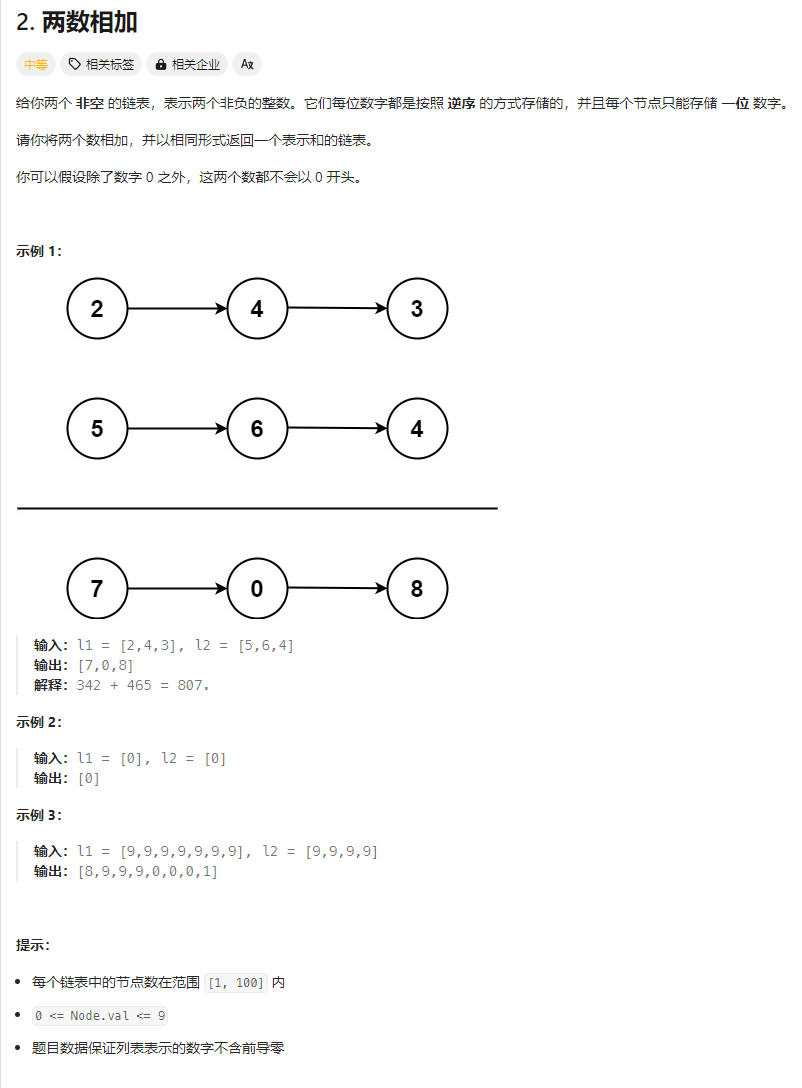 2. 两数相加
中等 相关标签 相关企业 Aあ
给你两个 非空 的链表，表示两个非负的整数。它们每位数字都是按照 逆序 的方式存储的，并且每个节点只能存储 一位 数字。
请你将两个数相加，并以相同形式返回一个表示和的链表。
你可以假设除了数字 0 之外，这两个数都不会以 0 开头。
示例 1：
2 4 3
5 6 4
7 0 8
输入：l1 = [2,4,3], l2 = [5,6,4]
输出：[7,0,8]
解释：342 + 465 = 807.
示例 2：
输入：l1 = [0], l2 = [0]
输出：[0]
示例 3：
输入：l1 = [9,9,9,9,9,9,9], l2 = [9,9,9,9]
输出：[8,9,9,9,0,0,0,1]
提示：
每个链表中的节点数在范围 [1, 100] 内
0 <= Node.val <= 9
题目数据保证列表表示的数字不含前导零